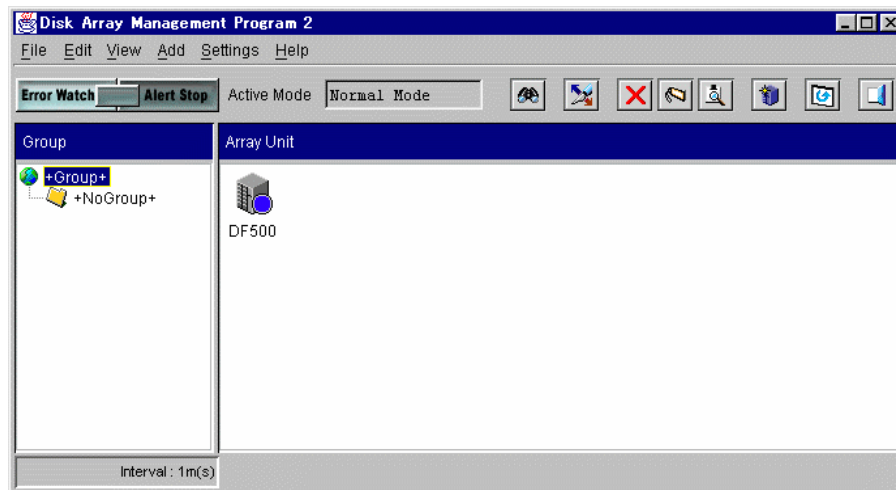 Disk Array Management Program 2
File Edit View Add Settings Help
Error Watch Alert Stop Active Mode Normal Mode
Group
Array Unit
+Group+
+NoGroup+
DF500
Interval : 1m(s)